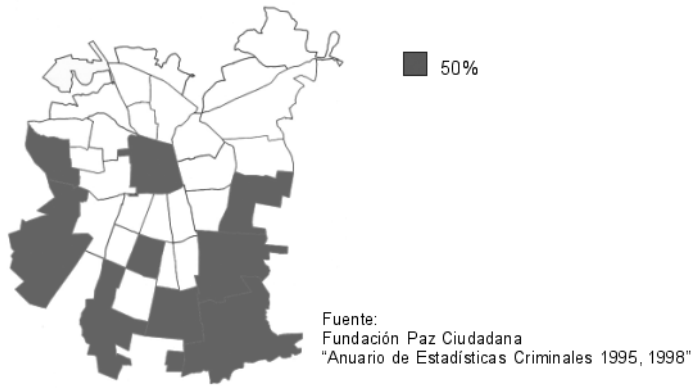 50%
Fuente:
Fundación Paz Ciudadana
“Anuario de Estadísticas Criminales 1995, 1998”